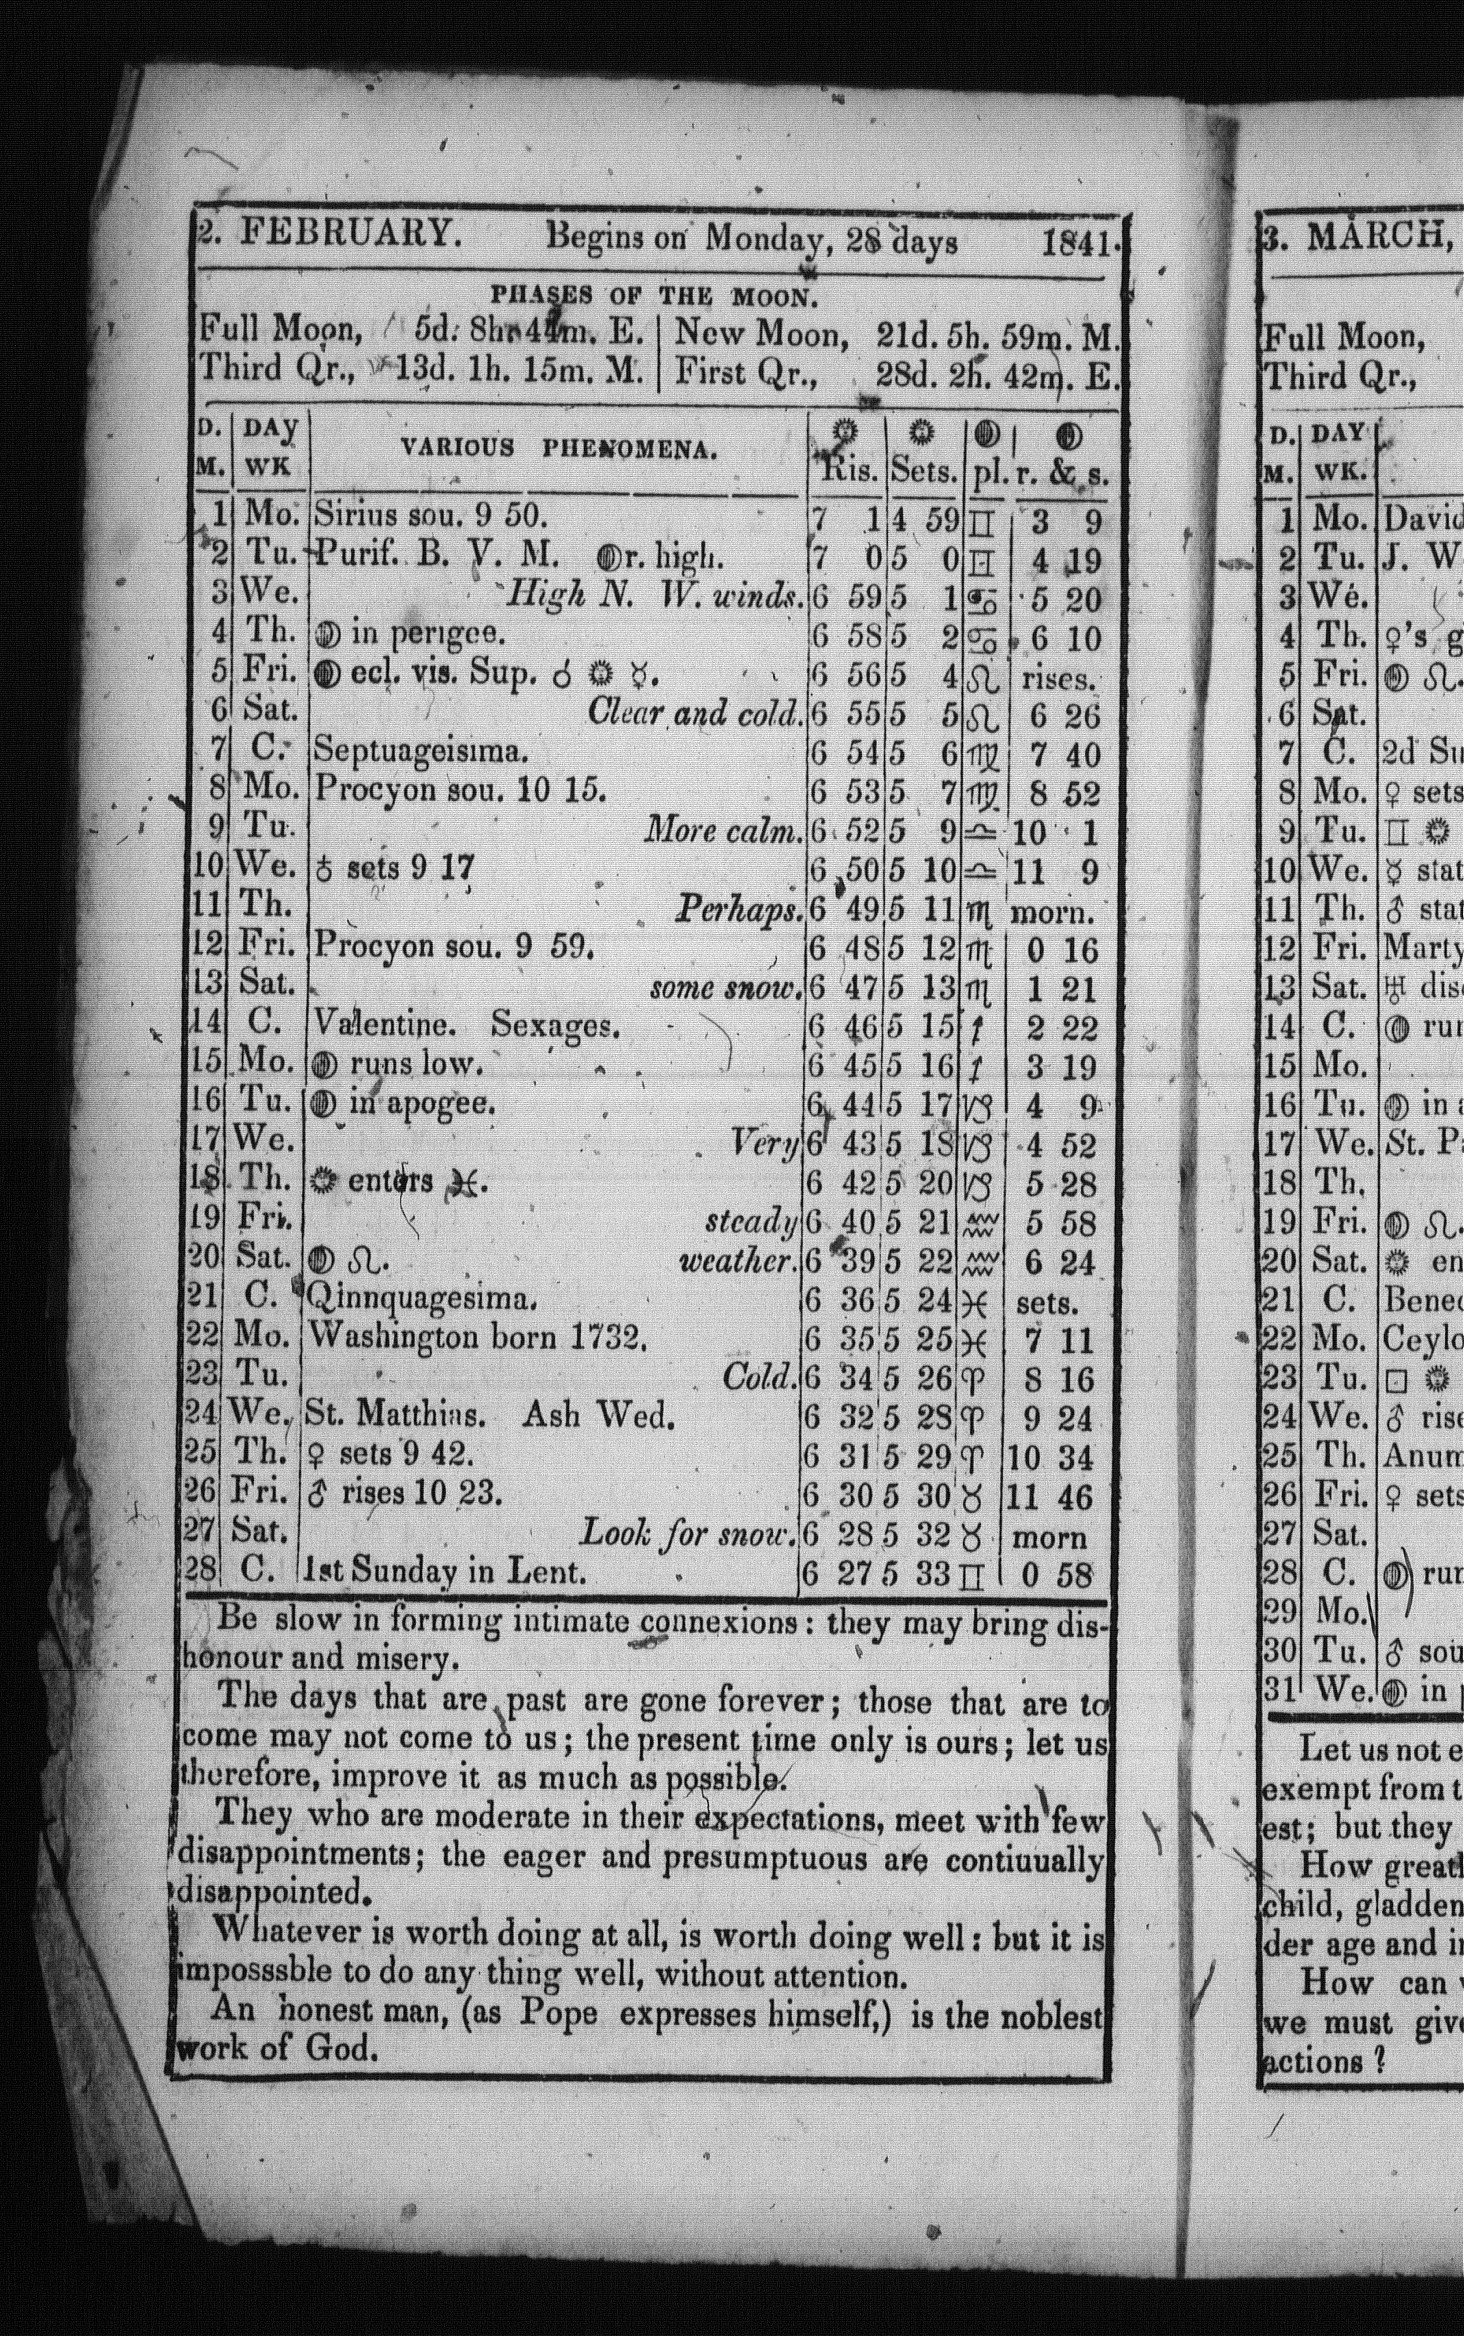 2. FEBRUARY. Begins on Monday, 28 days 1841.
PHASES OF THE MOON.
Full Moon, 5d. 8h. 44m. E. | New Moon, 21d. 5h. 59m. M.
Third Qr., 13d. 1h. 15m. M. | First Qr., 28d. 2h. 42m. E.
D. M. | DAY WK | VARIOUS PHENOMENA. | Ris. | Sets. | pl. | r. & s.
1 Mo. Sirius sou. 9 50. 7 1 4 59 ♊ 3 9
2 Tu. Purif. B. V. M. ☽ r. high. 7 0 5 0 ♊ 4 19
3 We. High N. W. winds. 6 59 5 1 ♋ 5 20
4 Th. ☽ in perigee. 6 58 5 2 ♋ 6 10
5 Fri. ☽ ecl. vis. Sup. ☌ ☀ ☿. 6 56 5 4 ♌ rises.
6 Sat. Clear and cold. 6 55 5 5 ♌ 6 26
7 C. Septuageisima. 6 54 5 6 ♍ 7 40
8 Mo. Procyon sou. 10 15. 6 53 5 7 ♍ 8 52
9 Tu. More calm. 6 52 5 9 ♎ 10 1
10 We. ♁ sets 9 17 6 50 5 10 ♎ 11 9
11 Th. Perhaps. 6 49 5 11 ♏ morn.
12 Fri. Procyon sou. 9 59. 6 48 5 12 ♏ 0 16
13 Sat. some snow. 6 47 5 13 ♏ 1 21
14 C. Valentine. Sexages. 6 46 5 15 ♐ 2 22
15 Mo. ☽ runs low. 6 45 5 16 ♐ 3 19
16 Tu. ☽ in apogee. 6 44 5 17 ♑ 4 9
17 We. Very 6 43 5 18 ♑ 4 52
18 Th. ☀ enters ♓. 6 42 5 20 ♑ 5 28
19 Fri. steady 6 40 5 21 ♒ 5 58
20 Sat. ☽ ♌. weather. 6 39 5 22 ♒ 6 24
21 C. Qinnquagesima. 6 36 5 24 ♓ sets.
22 Mo. Washington born 1732. 6 35 5 25 ♓ 7 11
23 Tu. Cold. 6 34 5 26 ♈ 8 16
24 We. St. Matthias. Ash Wed. 6 32 5 28 ♈ 9 24
25 Th. ♀ sets 9 42. 6 31 5 29 ♈ 10 34
26 Fri. ♂ rises 10 23. 6 30 5 30 ♉ 11 46
27 Sat. Look for snow. 6 28 5 32 ♉ morn
28 C. 1st Sunday in Lent. 6 27 5 33 ♊ 0 58
Be slow in forming intimate connexions: they may bring dis-
honour and misery.
The days that are past are gone forever; those that are to
come may not come to us; the present time only is ours; let us
therefore, improve it as much as possible.
They who are moderate in their expectations, meet with few
disappointments; the eager and presumptuous are contiuually
disappointed.
Whatever is worth doing at all, is worth doing well: but it is
imposssble to do any thing well, without attention.
An honest man, (as Pope expresses himself,) is the noblest
work of God.
3. MARCH,
Full Moon,
Third Qr.,
D. M. | DAY WK.
1 Mo. David
2 Tu. J. W
3 We.
4 Th. ♀'s g
5 Fri. ☽ ♌.
6 Sat.
7 C. 2d Su
8 Mo. ♀ sets
9 Tu. ♊ ☀
10 We. ☿ stat
11 Th. ♂ stat
12 Fri. Marty
13 Sat. ♅ dis
14 C. ☽ run
15 Mo.
16 Tu. ☽ in a
17 We. St. Pa
18 Th.
19 Fri. ☽ ♌.
20 Sat. ☀ en
21 C. Bened
22 Mo. Ceylo
23 Tu. □ ☀
24 We. ♂ rise
25 Th. Anun
26 Fri. ♀ sets
27 Sat.
28 C. ☽ run
29 Mo.
30 Tu. ♂ sou
31 We. ☽ in p
Let us not e
exempt from t
est; but they
How great
child, gladden
der age and in
How can
we must give
actions?